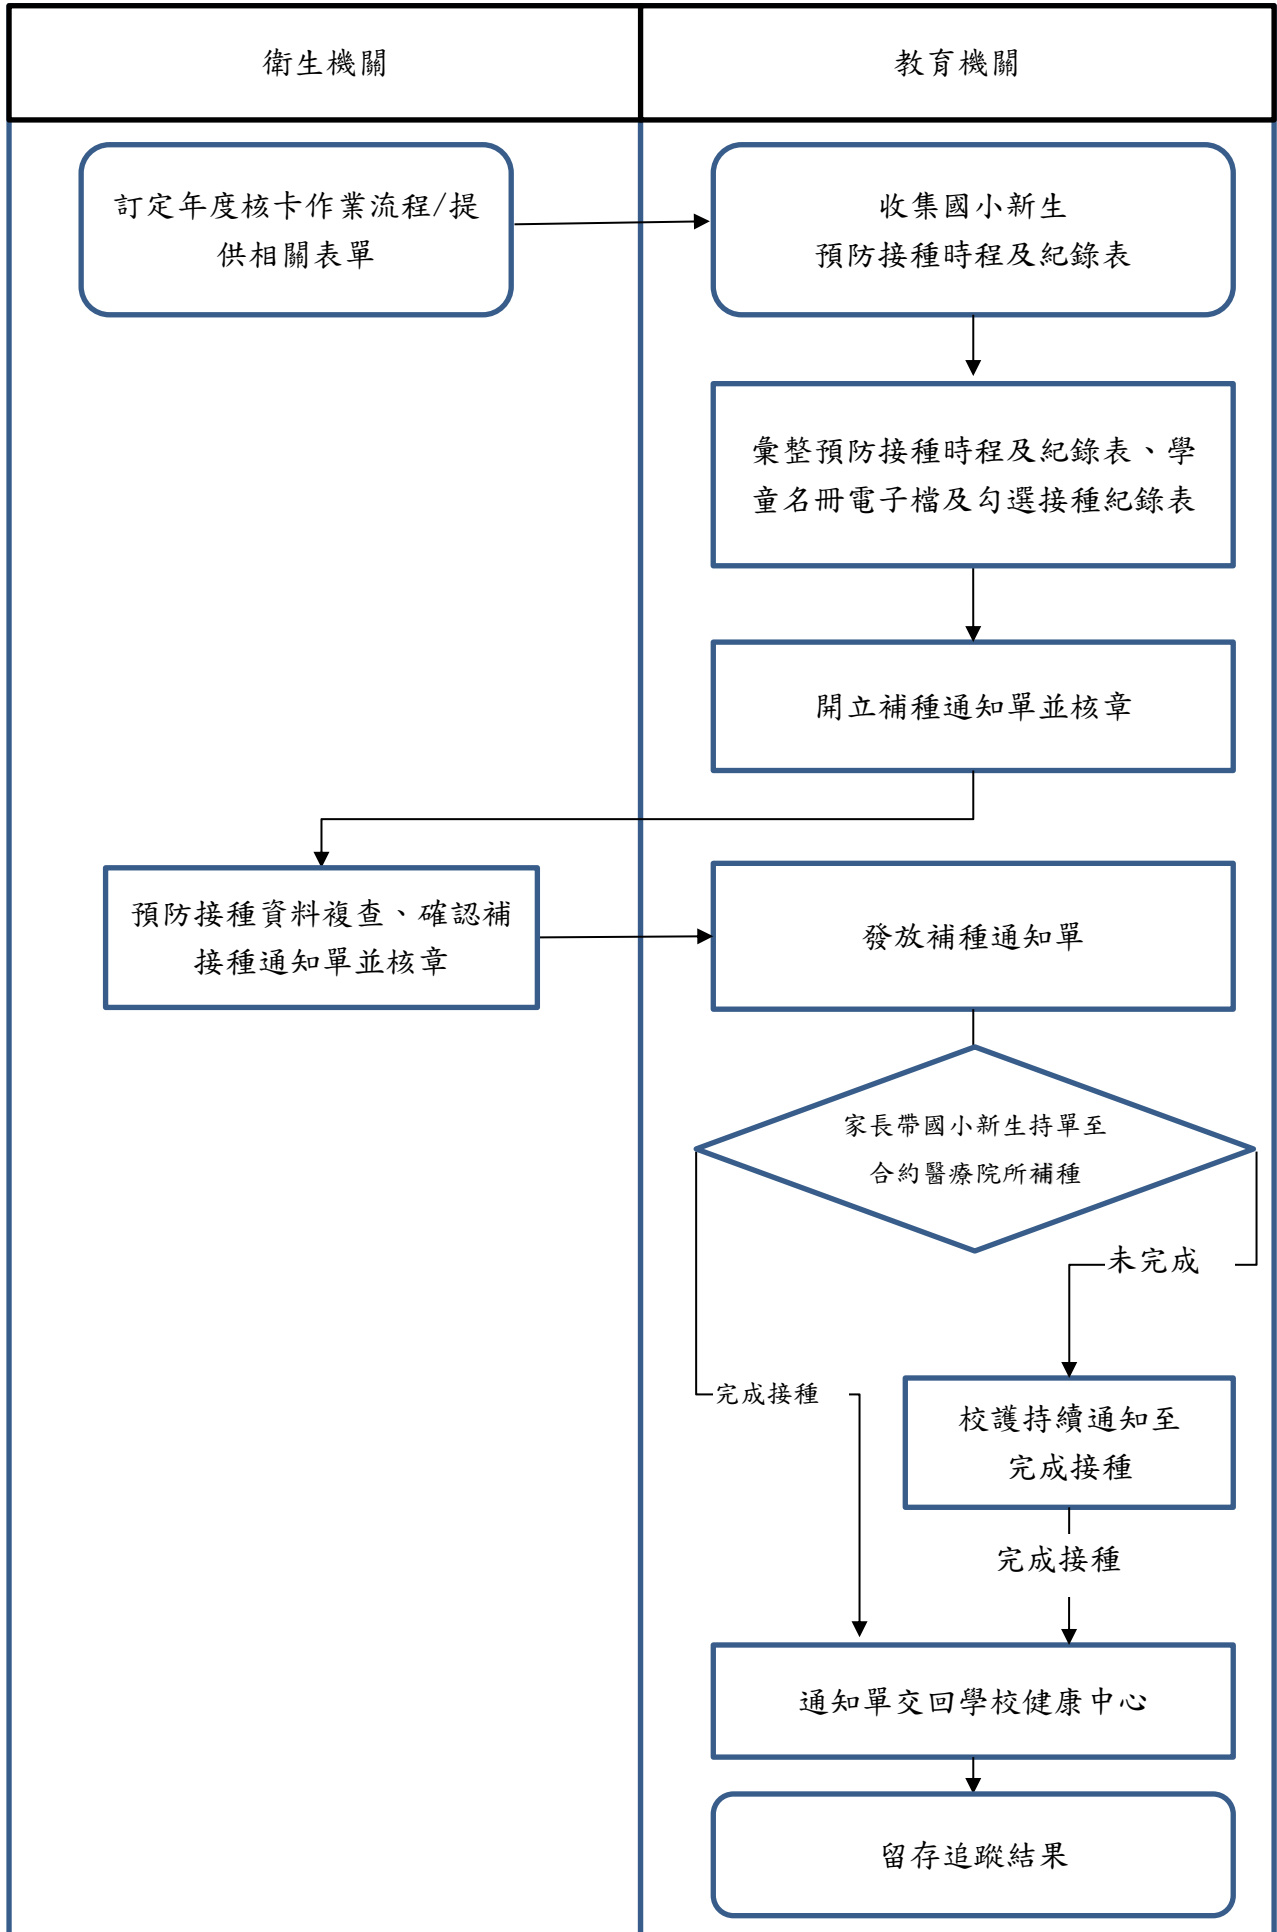 衛生機關
教育機關
訂定年度核卡作業流程/提
供相關表單
收集國小新生
預防接種時程及紀錄表
彙整預防接種時程及紀錄表、學
童名冊電子檔及勾選接種紀錄表
開立補種通知單並核章
預防接種資料複查、確認補
接種通知單並核章
發放補種通知單
家長帶國小新生持單至
合約醫療院所補種
未完成
完成接種
校護持續通知至
完成接種
完成接種
通知單交回學校健康中心
留存追蹤結果